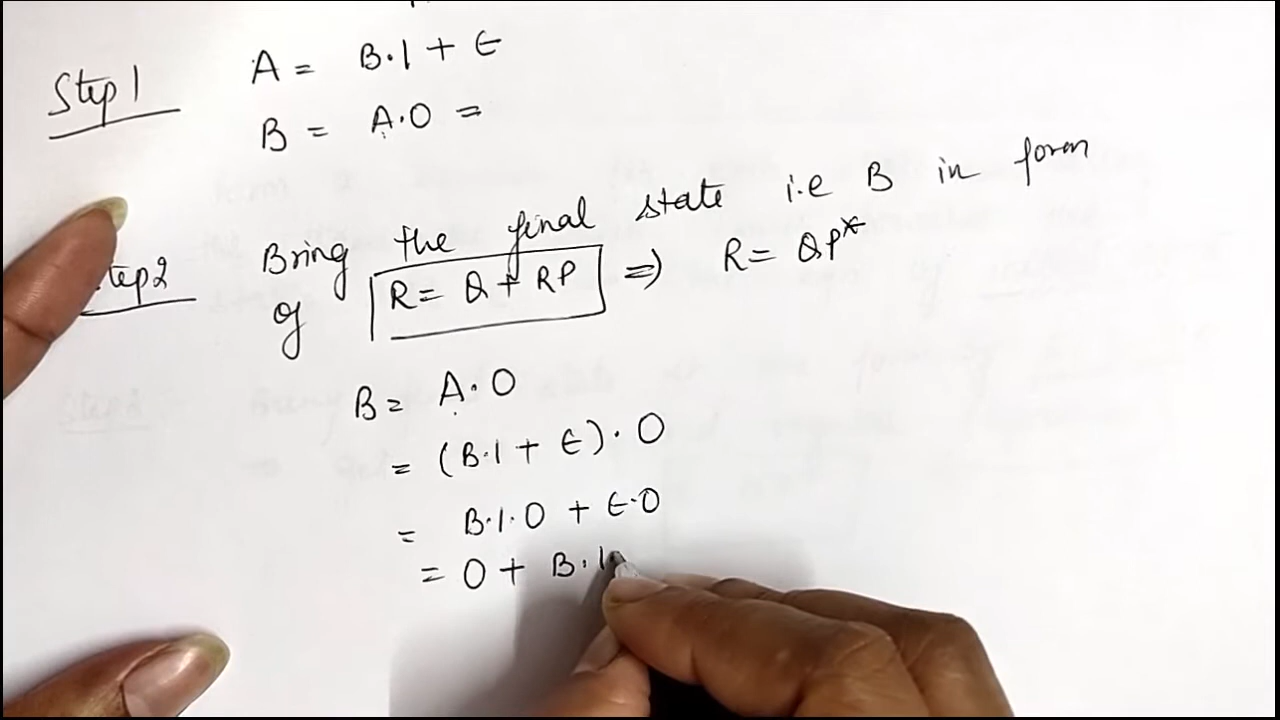 Step 1 A = B·1 + ε
B = A·0 =
tep2 Bring the final state i.e B in form
of R = Q + RP ⇒ R = QP*
B = A·0
= (B·1 + ε)·0
= B·1·0 + ε·0
= 0 + B·1